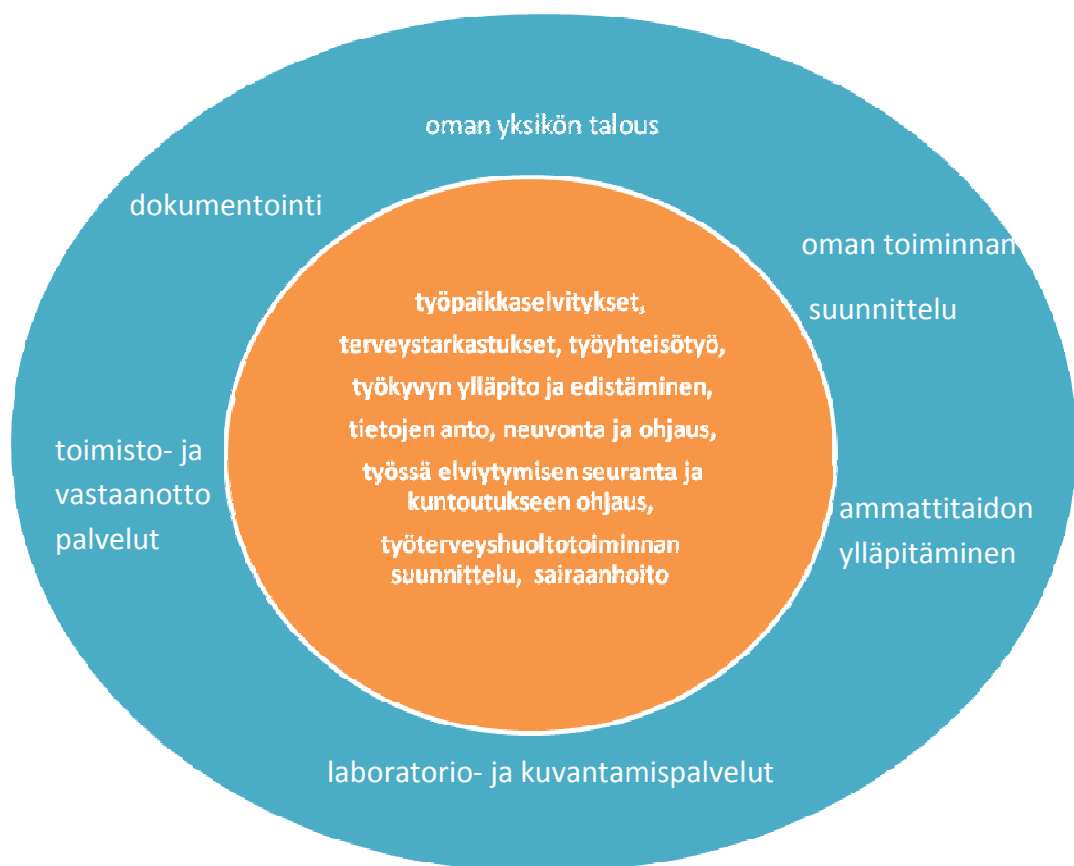 oman yksikön talous
dokumentointi
oman toiminnan
suunnittelu
työpaikkaselvitykset,
terveystarkastukset, työyhteisötyö,
työkyvyn ylläpito ja edistäminen,
tietojen anto, neuvonta ja ohjaus,
työssä elviytymisen seuranta ja
kuntoutukseen ohjaus,
työterveyshuoltotoiminnan
suunnittelu, sairaanhoito
toimisto- ja
vastaanotto
palvelut
ammattitaidon
ylläpitäminen
laboratorio- ja kuvantamispalvelut